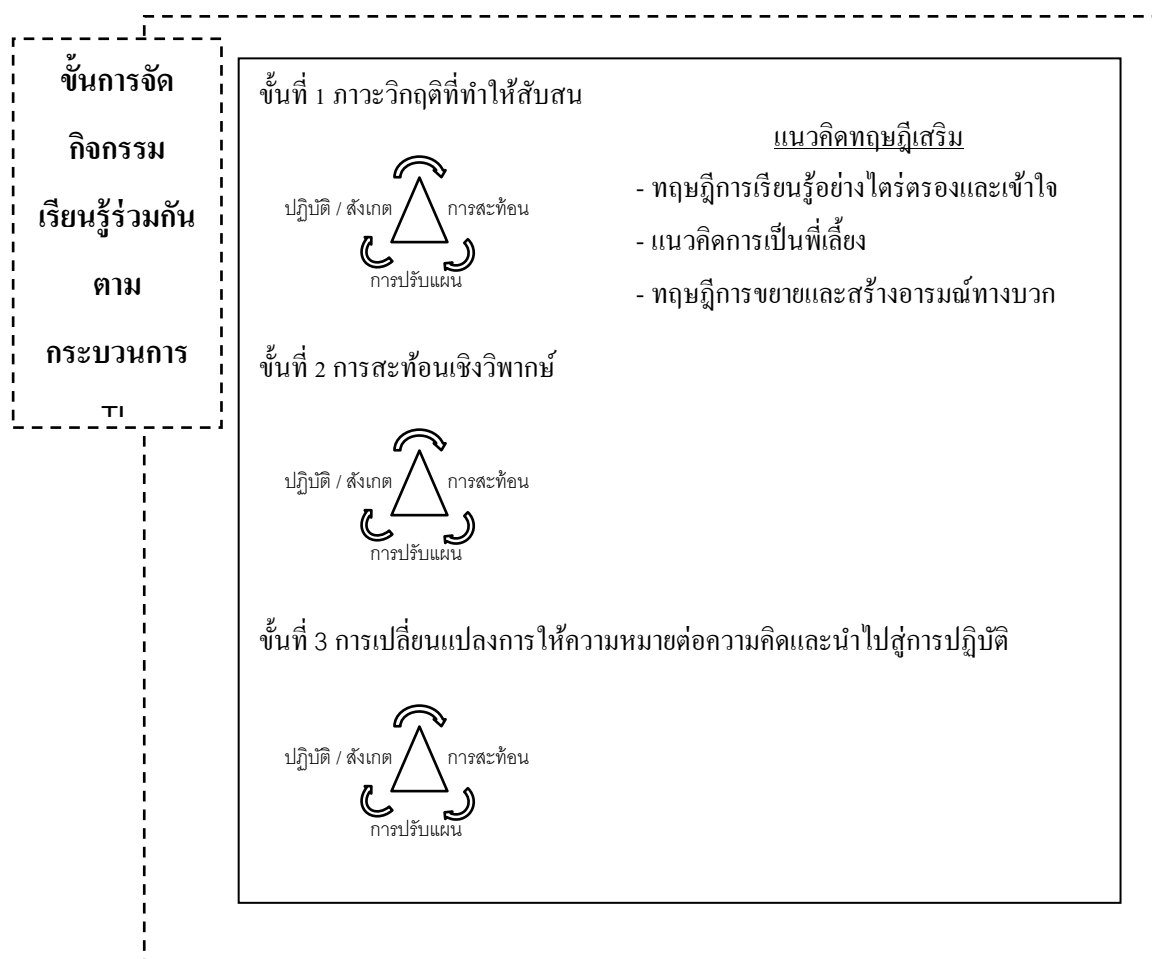 ขั้นการจัด
กิจกรรม
เรียนรู้ร่วมกัน
ตาม
กระบวนการ
ขั้นที่ 1 ภาวะวิกฤติที่ทำให้สับสน
แนวคิดทฤษฎีเสริม
- ทฤษฎีการเรียนรู้อย่างไตร่ตรองและเข้าใจ
- แนวคิดการเป็นพี่เลี้ยง
- ทฤษฎีการขยายและสร้างอารมณ์ทางบวก
ปฏิบัติ / สังเกต การสะท้อน
การปรับแผน
ขั้นที่ 2 การสะท้อนเชิงวิพากษ์
ปฏิบัติ / สังเกต การสะท้อน
การปรับแผน
ขั้นที่ 3 การเปลี่ยนแปลงการให้ความหมายต่อความคิดและนำไปสู่การปฏิบัติ
ปฏิบัติ / สังเกต การสะท้อน
การปรับแผน